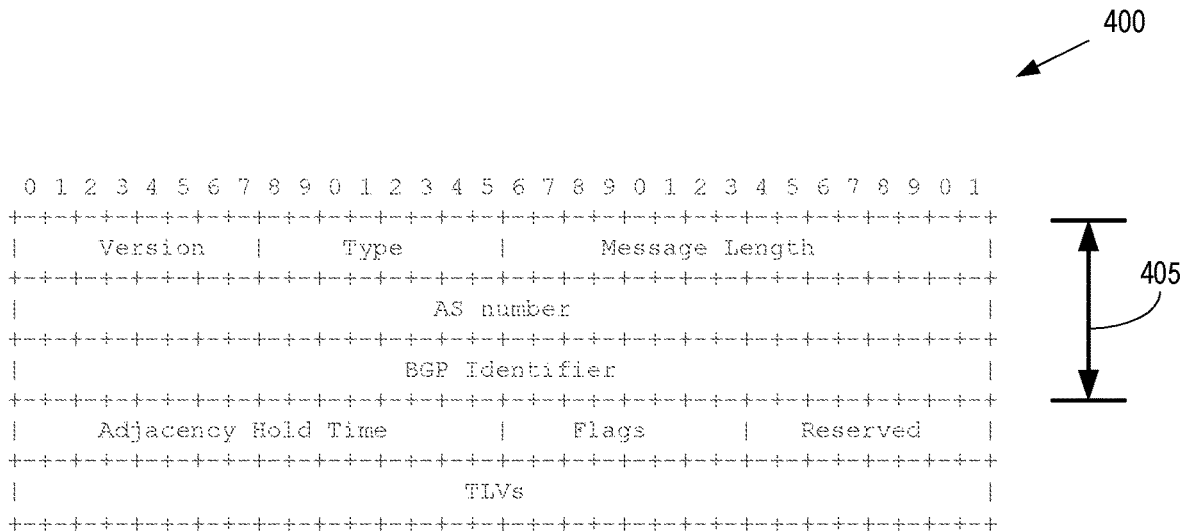 400
0 1 2 3 4 5 6 7 8 9 0 1 2 3 4 5 6 7 8 9 0 1 2 3 4 5 6 7 8 9 0 1
+-+-+-+-+-+-+-+-+-+-+-+-+-+-+-+-+-+-+-+-+-+-+-+-+-+-+-+-+-+-+-+-+
| Version | Type | Message Length |
+-+-+-+-+-+-+-+-+-+-+-+-+-+-+-+-+-+-+-+-+-+-+-+-+-+-+-+-+-+-+-+-+
405
| AS number |
+-+-+-+-+-+-+-+-+-+-+-+-+-+-+-+-+-+-+-+-+-+-+-+-+-+-+-+-+-+-+-+-+
| BGP Identifier |
+-+-+-+-+-+-+-+-+-+-+-+-+-+-+-+-+-+-+-+-+-+-+-+-+-+-+-+-+-+-+-+-+
| Adjacency Hold Time | Flags | Reserved |
+-+-+-+-+-+-+-+-+-+-+-+-+-+-+-+-+-+-+-+-+-+-+-+-+-+-+-+-+-+-+-+-+
| TLVs |
+-+-+-+-+-+-+-+-+-+-+-+-+-+-+-+-+-+-+-+-+-+-+-+-+-+-+-+-+-+-+-+-+